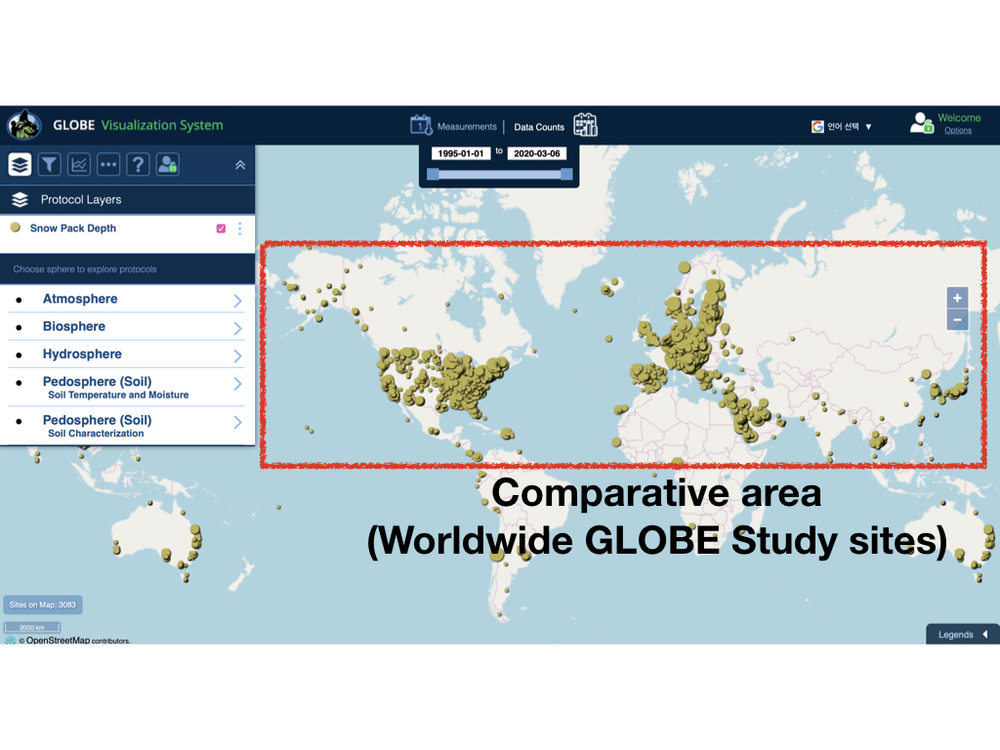 GLOBE Visualization System
1
Measurements | Data Counts
언어 선택 ▼
Welcome
Options
1995-01-01 to 2020-03-06
?
Protocol Layers
Snow Pack Depth
Choose sphere to explore protocols
Atmosphere
Biosphere
Hydrosphere
Pedosphere (Soil)
Soil Temperature and Moisture
Pedosphere (Soil)
Soil Characterization
+
−
Comparative area
(Worldwide GLOBE Study sites)
Sites on Map: 3083
2000 km
© OpenStreetMap contributors.
Legends